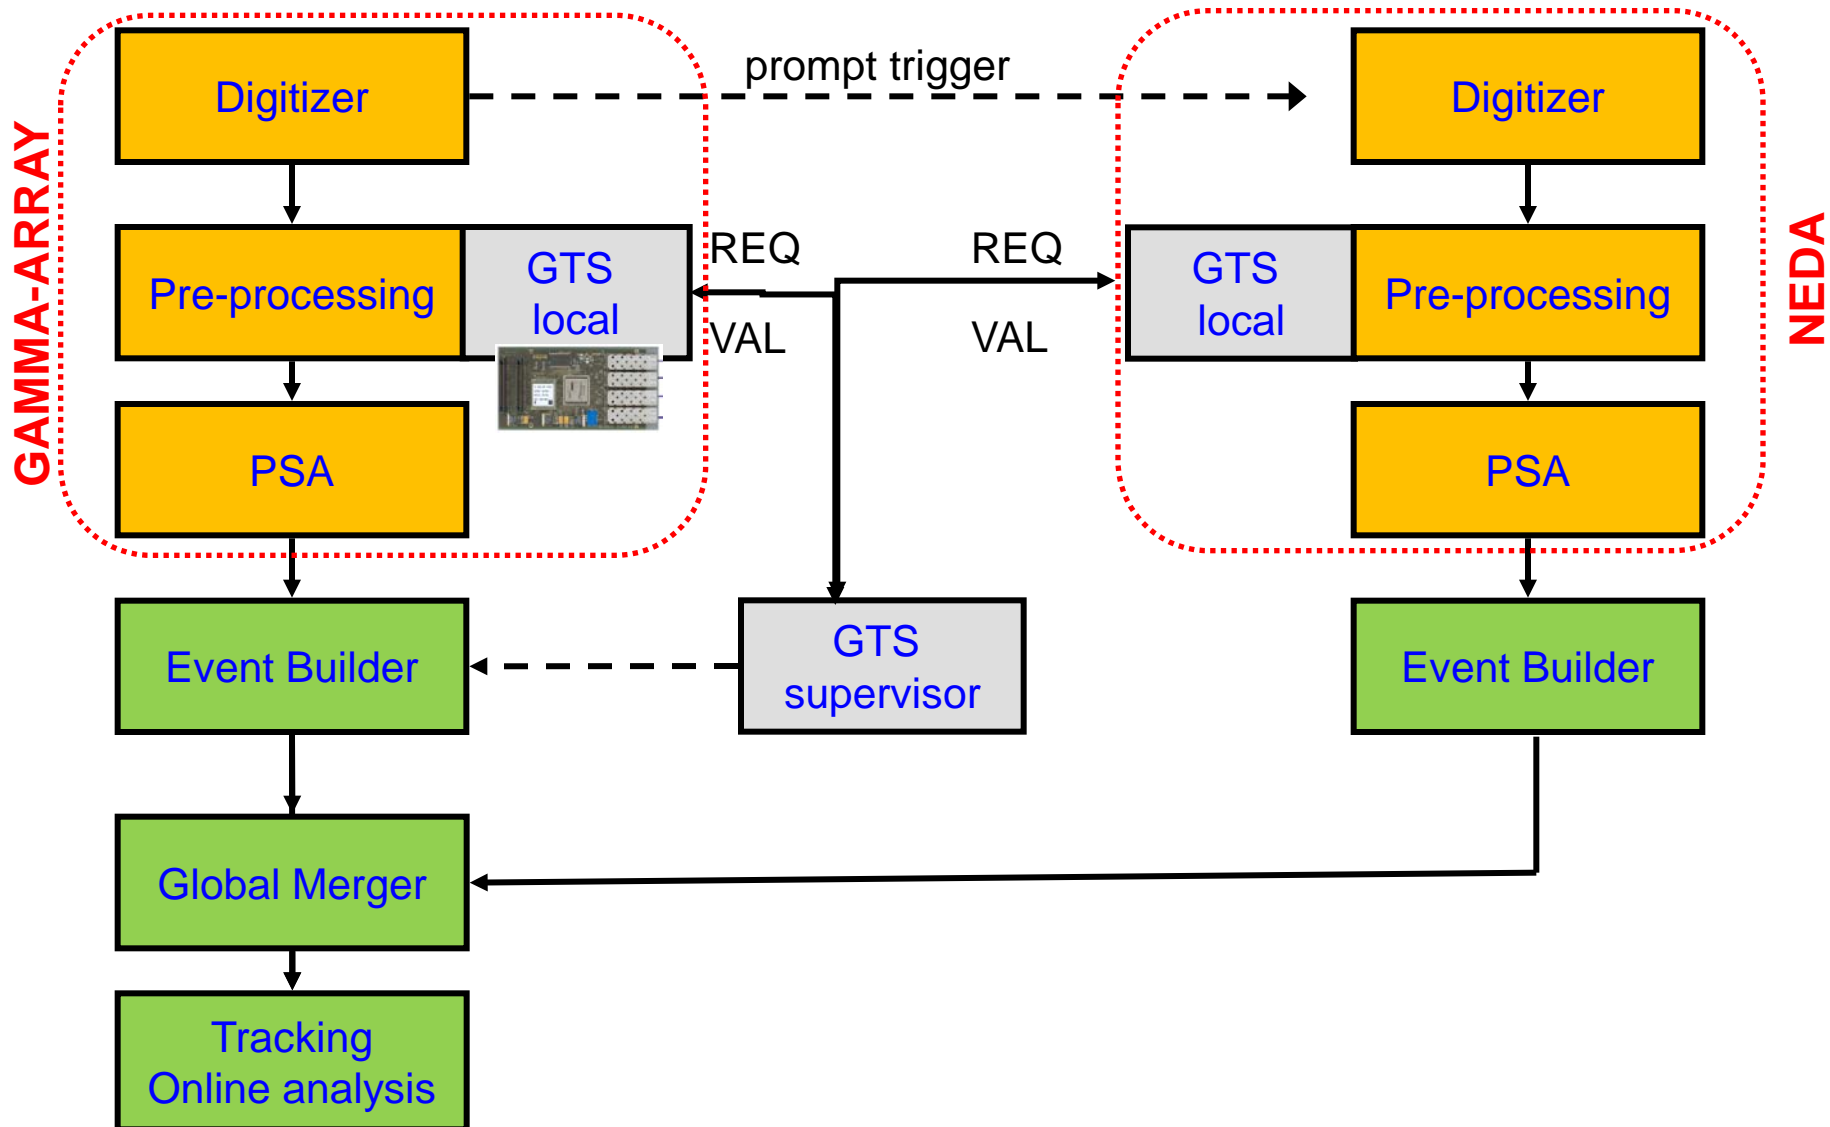 GAMMA-ARRAY
Digitizer
prompt trigger
Digitizer
NEDA
Pre-processing
GTS
local
REQ
VAL
REQ
VAL
GTS
local
Pre-processing
PSA
PSA
Event Builder
GTS
supervisor
Event Builder
Global Merger
Tracking
Online analysis